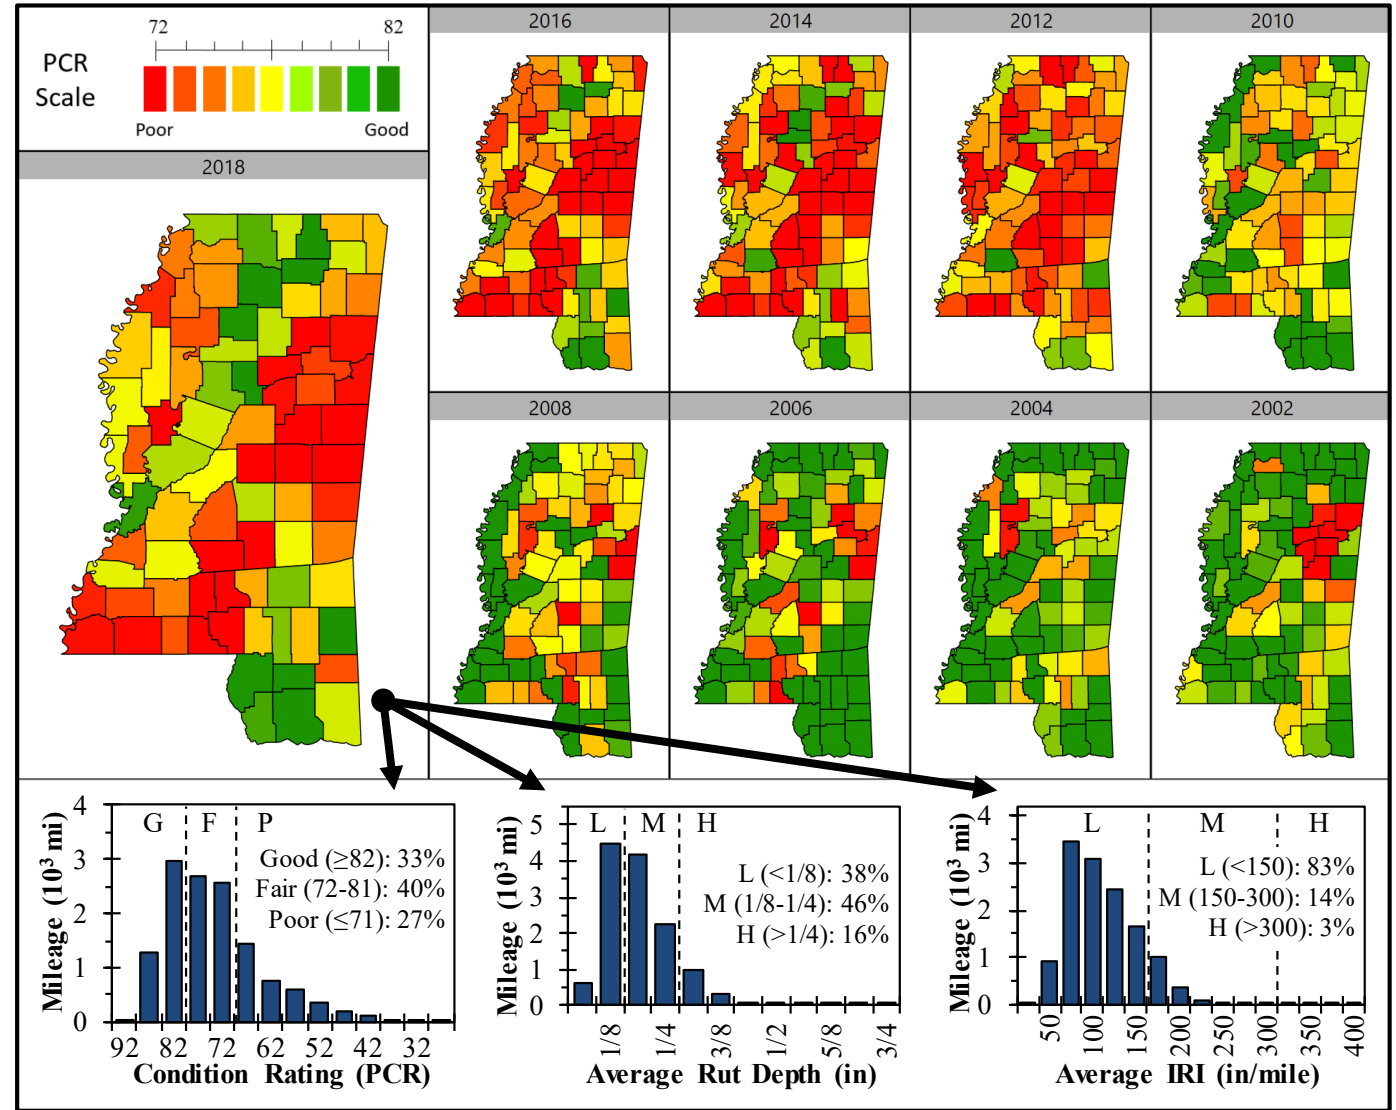 72 82
PCR
Scale
Poor Good
2018
2016 2014 2012 2010
2008 2006 2004 2002
Mileage (10³ mi)
4
3
2
1
0
G F P
Good (≥82): 33%
Fair (72-81): 40%
Poor (≤71): 27%
92 82 72 62 52 42 32
Condition Rating (PCR)
Mileage (10³ mi)
5
4
3
2
1
0
L M H
L (<1/8): 38%
M (1/8-1/4): 46%
H (>1/4): 16%
1/8 1/4 3/8 1/2 5/8 3/4
Average Rut Depth (in)
Mileage (10³ mi)
4
3
2
1
0
L M H
L (<150): 83%
M (150-300): 14%
H (>300): 3%
50 100 150 200 250 300 350 400
Average IRI (in/mile)